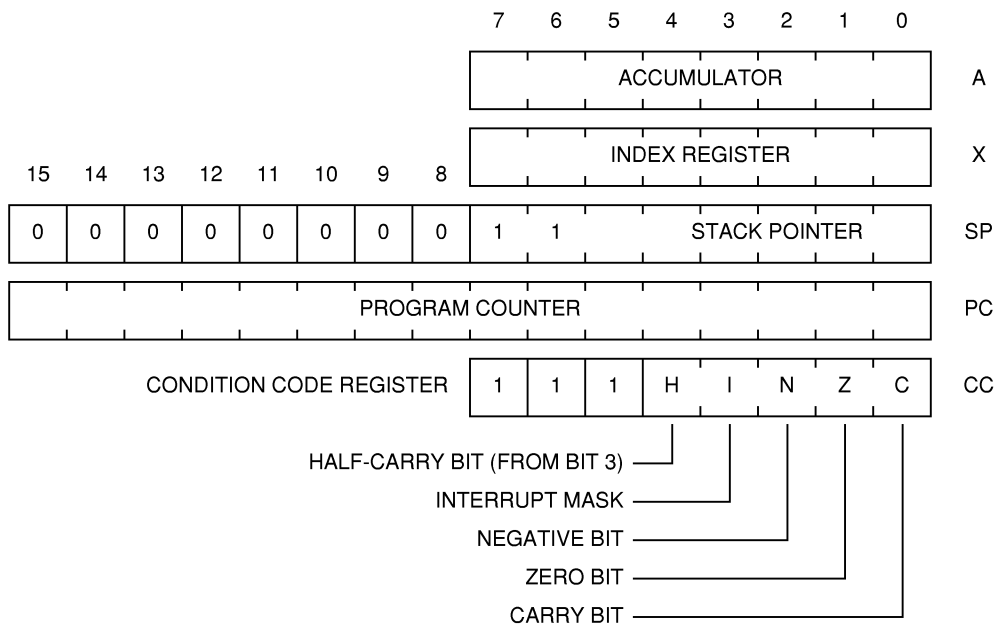 7 6 5 4 3 2 1 0
ACCUMULATOR A
INDEX REGISTER X
15 14 13 12 11 10 9 8
0 0 0 0 0 0 0 0 1 1 STACK POINTER SP
PROGRAM COUNTER PC
CONDITION CODE REGISTER 1 1 1 H I N Z C CC
HALF-CARRY BIT (FROM BIT 3)
INTERRUPT MASK
NEGATIVE BIT
ZERO BIT
CARRY BIT